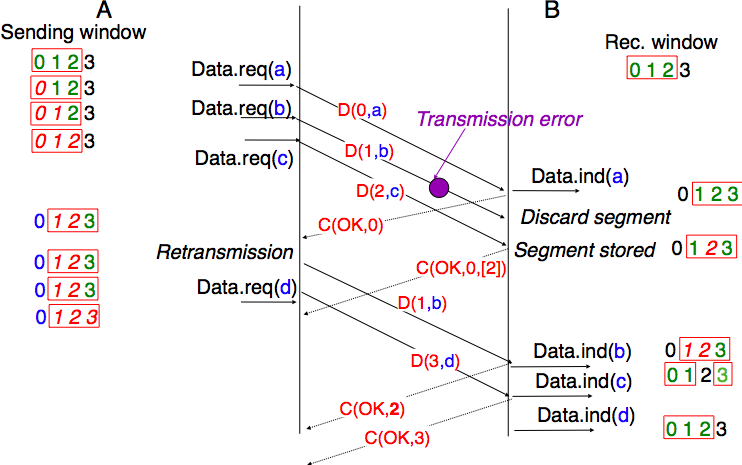 A
B
Sending window
Rec. window
0 1 2 3
0 1 2 3
0 1 2 3
0 1 2 3
0 1 2 3
Data.req(a)
Data.req(b)
Data.req(c)
D(0,a)
D(1,b)
D(2,c)
Transmission error
Data.ind(a)
0 1 2 3
Discard segment
C(OK,0)
0 1 2 3
Segment stored
0 1 2 3
Retransmission
C(OK,0,[2])
0 1 2 3
0 1 2 3
Data.req(d)
D(1,b)
0 1 2 3
D(3,d)
Data.ind(b)
0 1 2 3
Data.ind(c)
0 1 2 3
C(OK,2)
Data.ind(d)
0 1 2 3
C(OK,3)